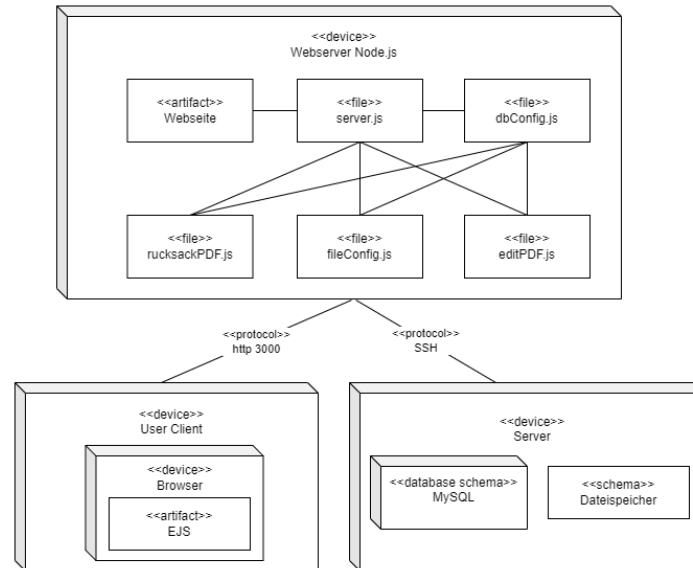 <<device>>
Webserver Node.js
<<artifact>>
Webseite
<<file>>
server.js
<<file>>
dbConfig.js
<<file>>
rucksackPDF.js
<<file>>
fileConfig.js
<<file>>
editPDF.js
<<protocol>>
http 3000
<<protocol>>
SSH
<<device>>
User Client
<<device>>
Browser
<<artifact>>
EJS
<<device>>
Server
<<database schema>>
MySQL
<<schema>>
Dateispeicher